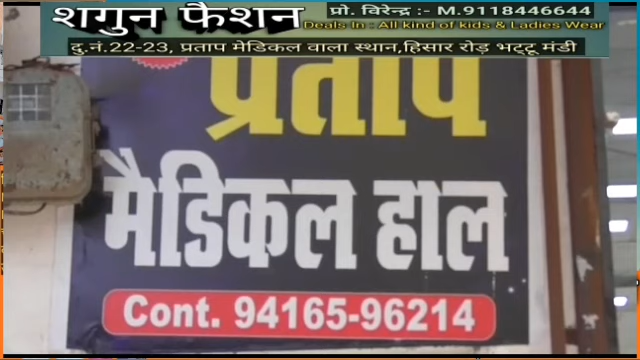 शगुन फैशन
प्रो. विरेन्द्र :- M.9118446644
Deals In : All kind of kids & Ladies Wear
दु.नं.22-23, प्रताप मेडिकल वाला स्थान,हिसार रोड़ भट्टू मंडी
प्रताप
मैडिकल हाल
Cont. 94165-96214